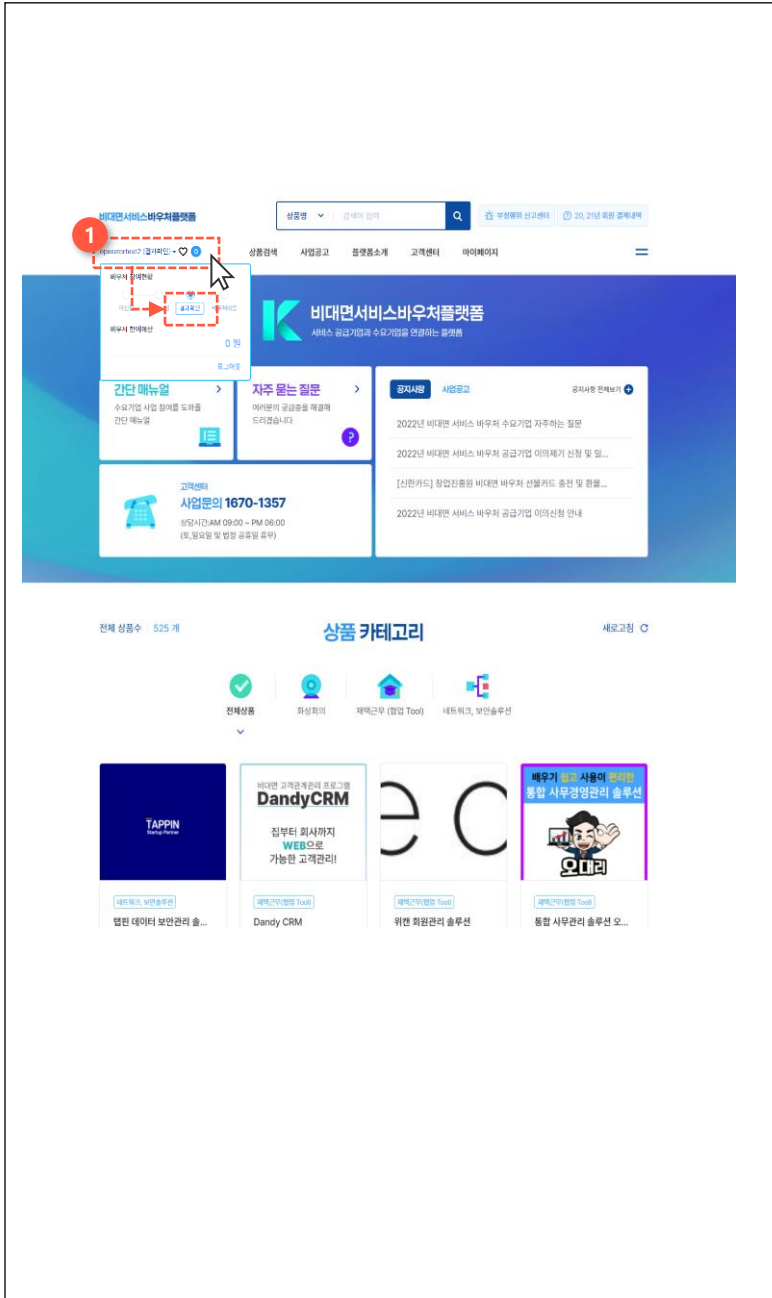 비대면서비스바우처플랫폼
상품명
검색어 입력
부정행위 신고센터
20, 21년 회원 결제내역
1
operatortest2 (결과확인)
0
상품검색
사업공고
플랫폼소개
고객센터
마이페이지
바우처 참여현황
결과확인
바우처 잔여예산
0 원
로그아웃
비대면서비스바우처플랫폼
서비스 공급기업과 수요기업을 연결하는 플랫폼
간단 매뉴얼
수요기업 사업 참여를 도와줄
간단 매뉴얼
자주 묻는 질문
여러분의 궁금증을 해결해
드리겠습니다
?
공지사항
사업공고
공지사항 전체보기
2022년 비대면 서비스 바우처 수요기업 자주하는 질문
2022년 비대면 서비스 바우처 공급기업 이의제기 신청 및 일...
[신한카드] 창업진흥원 비대면 바우처 선불카드 충전 및 환불...
2022년 비대면 서비스 바우처 공급기업 이의신청 안내
고객센터
사업문의 1670-1357
상담시간:AM 09:00 ~ PM 06:00
(토,일요일 및 법정 공휴일 휴무)
전체 상품수
525 개
상품 카테고리
새로고침
전체상품
화상회의
재택근무 (협업 Tool)
네트워크, 보안솔루션
TAPPIN
Startup Partner
비대면 고객관계관리 프로그램
DandyCRM
집부터 회사까지
WEB으로
가능한 고객관리!
eo
배우기 쉽고 사용이 편리한
통합 사무경영관리 솔루션
오대리
네트워크, 보안솔루션
탭핀 데이터 보안관리 솔...
재택근무(협업 Tool)
Dandy CRM
재택근무(협업 Tool)
위캔 회원관리 솔루션
재택근무(협업 Tool)
통합 사무관리 솔루션 오...